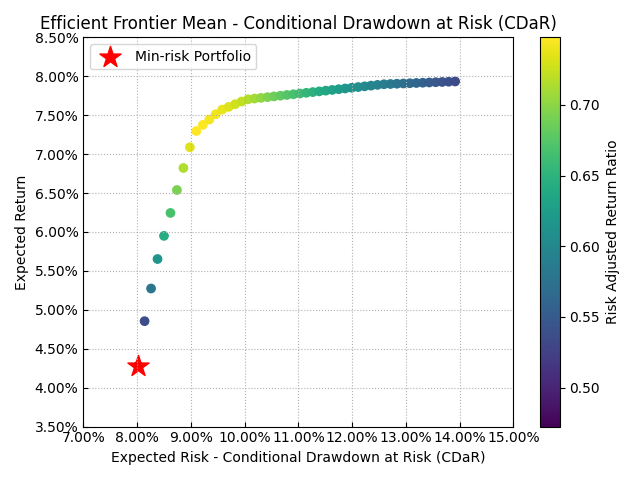 Efficient Frontier Mean - Conditional Drawdown at Risk (CDaR)
Min-risk Portfolio
Expected Return
8.50%
8.00%
7.50%
7.00%
6.50%
6.00%
5.50%
5.00%
4.50%
4.00%
3.50%
7.00% 8.00% 9.00% 10.00% 11.00% 12.00% 13.00% 14.00% 15.00%
Expected Risk - Conditional Drawdown at Risk (CDaR)
0.70
0.65
0.60
0.55
0.50
Risk Adjusted Return Ratio